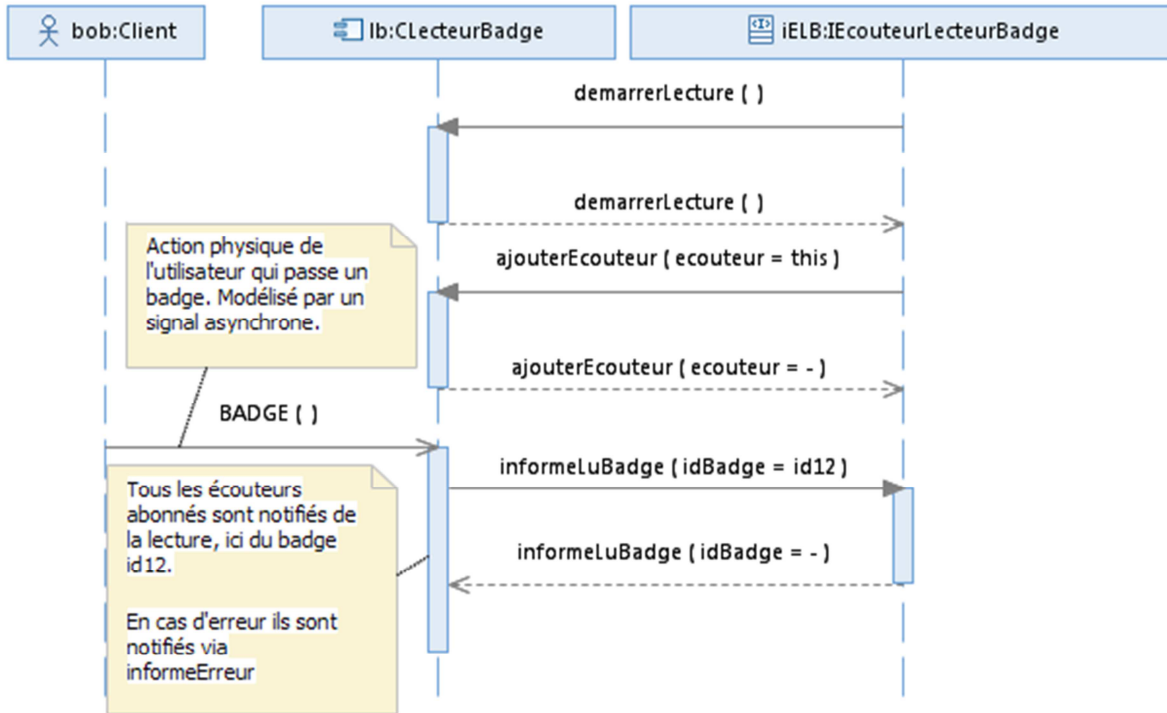 bob:Client
lb:CLecteurBadge
iELB:IEcouteurLecteurBadge
demarrerLecture ( )
demarrerLecture ( )
Action physique de
l'utilisateur qui passe un
badge. Modélisé par un
signal asynchrone.
ajouterEcouteur ( ecouteur = this )
ajouterEcouteur ( ecouteur = - )
BADGE ( )
informeLuBadge ( idBadge = id12 )
Tous les écouteurs
abonnés sont notifiés de
la lecture, ici du badge
id12.
informeLuBadge ( idBadge = - )
En cas d'erreur ils sont
notifiés via
informeErreur